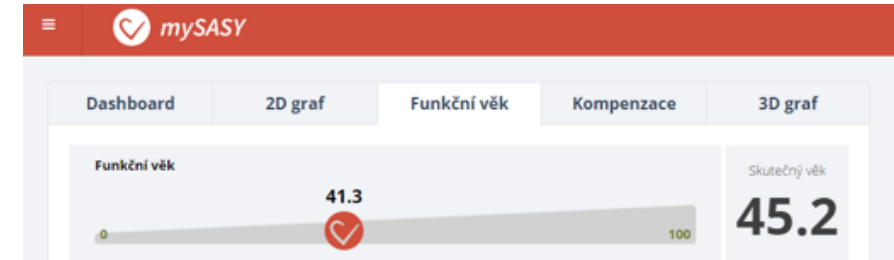 mySASY
Dashboard 2D graf Funkční věk Kompenzace 3D graf
Funkční věk
Skutečný věk
41.3
45.2
0 100